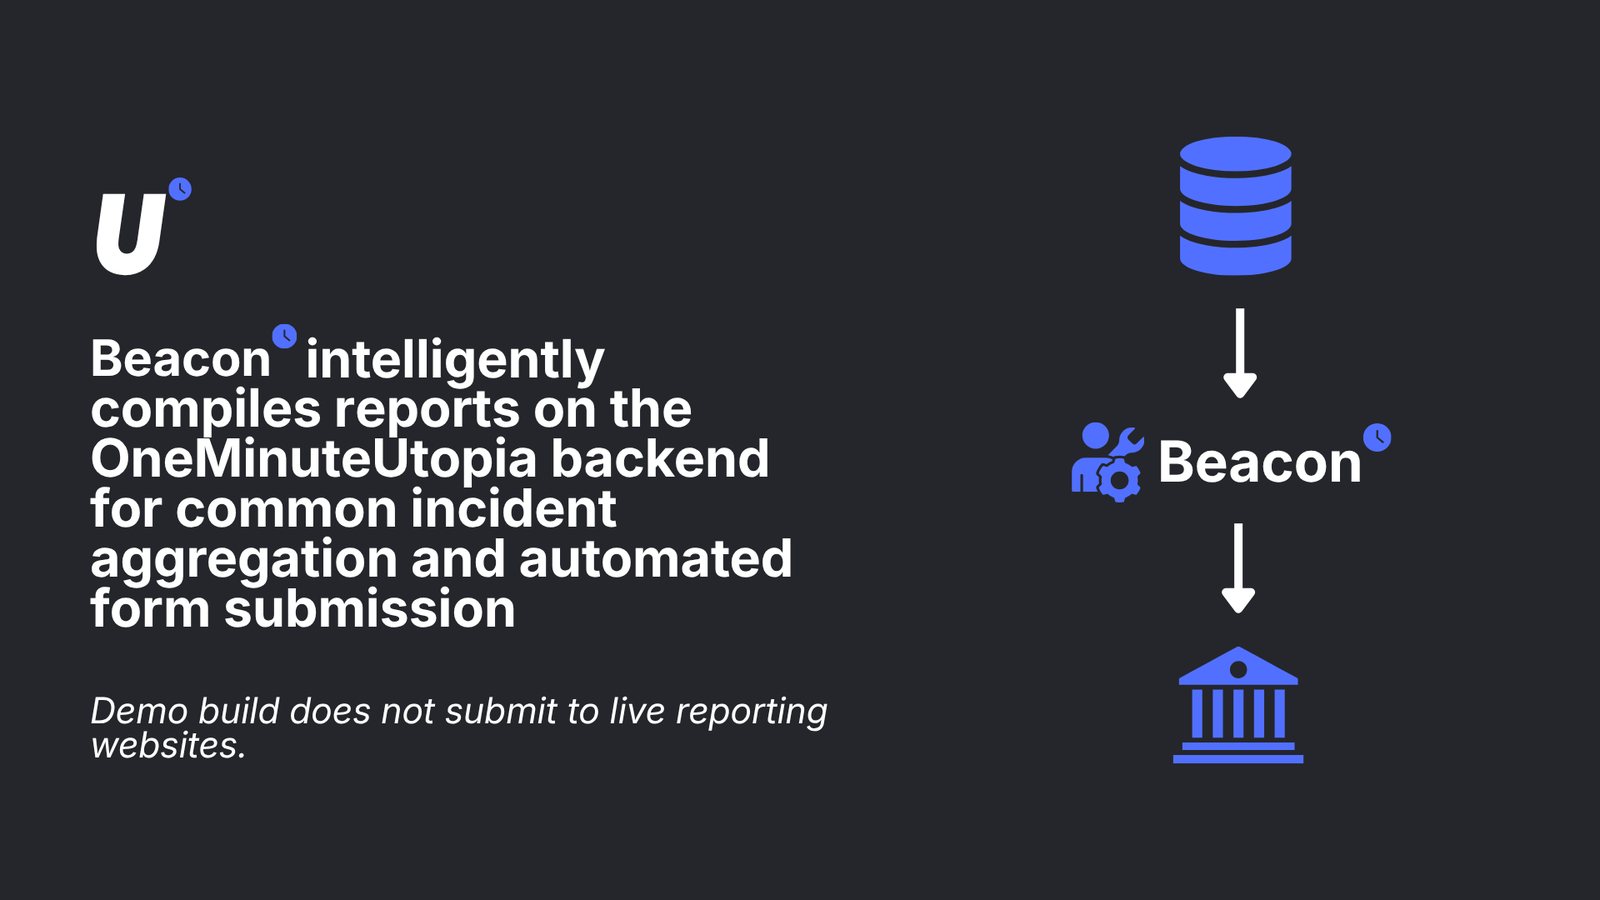 U
Beacon intelligently
compiles reports on the
OneMinuteUtopia backend
for common incident
aggregation and automated
form submission
Demo build does not submit to live reporting
websites.
Beacon